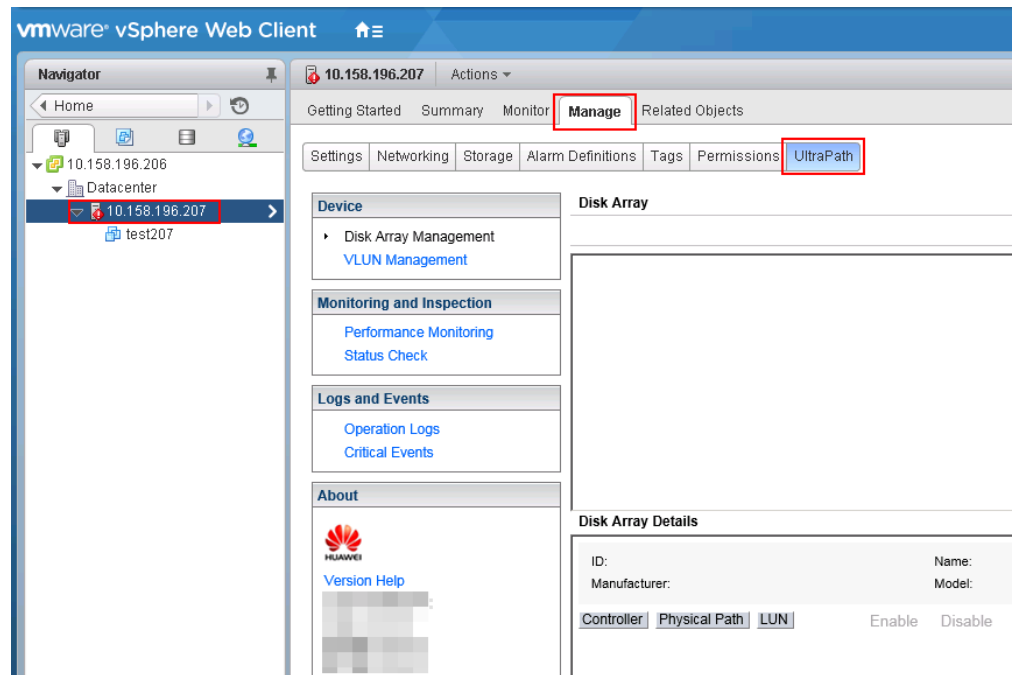 vmware® vSphere Web Client
Navigator
Home
10.158.196.206
Datacenter
10.158.196.207
test207
10.158.196.207 Actions
Getting Started Summary Monitor Manage Related Objects
Settings Networking Storage Alarm Definitions Tags Permissions UltraPath
Device
Disk Array Management
VLUN Management
Monitoring and Inspection
Performance Monitoring
Status Check
Logs and Events
Operation Logs
Critical Events
About
HUAWEI
Version Help
Disk Array
Disk Array Details
ID: Name:
Manufacturer: Model:
Controller Physical Path LUN Enable Disable